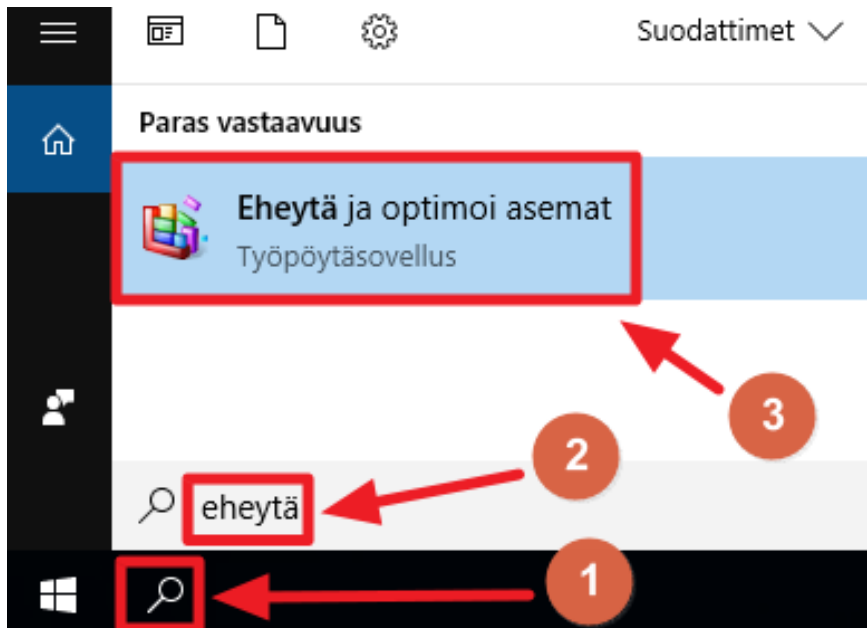 Suodattimet
Paras vastaavuus
Eheytä ja optimoi asemat
Työpöytäsovellus
3
2
eheytä
1